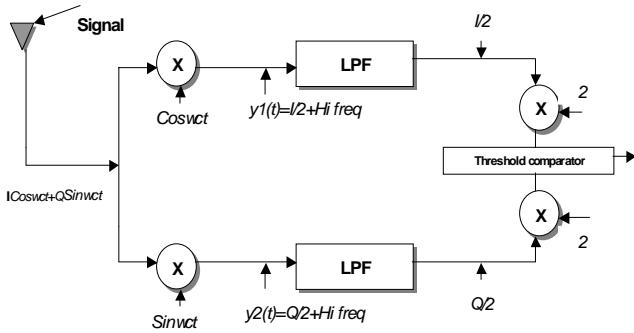 Signal
I/2
X
LPF
Coswct
y1(t)=I/2+Hi freq
X
2
Threshold comparator
ICoswct+QSinwct
X
2
X
LPF
Sinwct
y2(t)=Q/2+Hi freq
Q/2